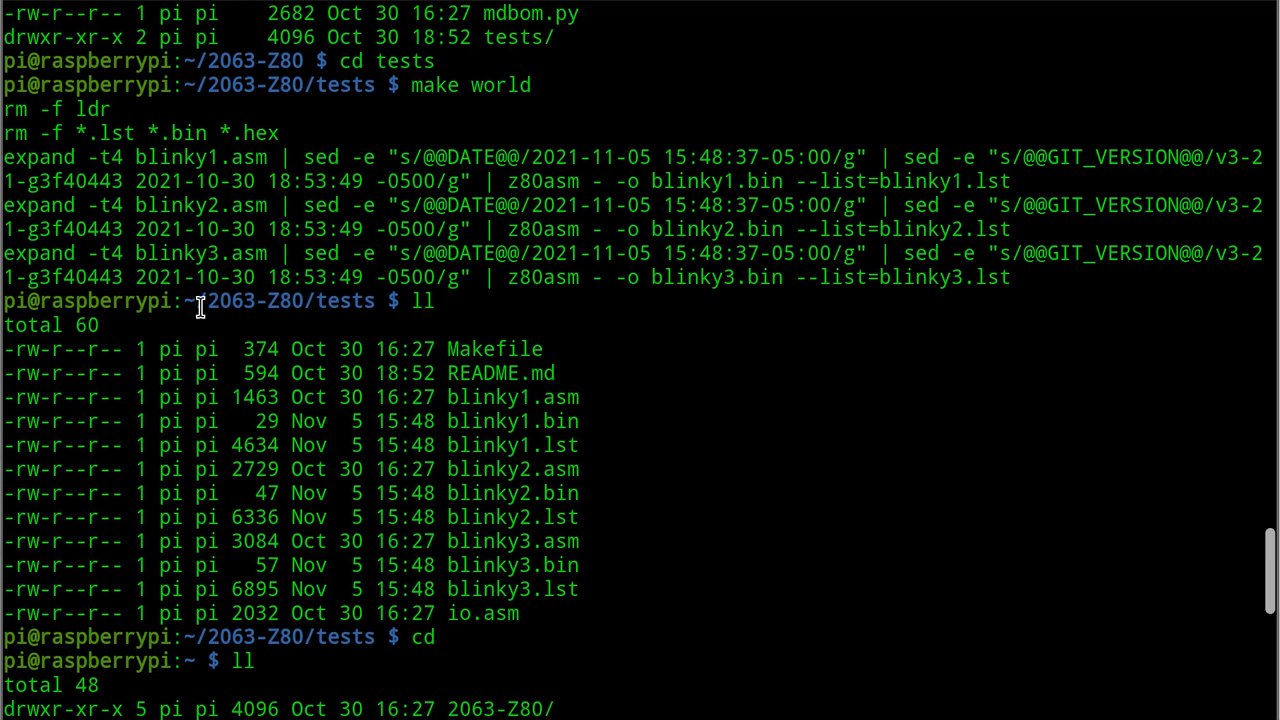 -rw-r--r-- 1 pi pi    2682 Oct 30 16:27 mdbom.py
drwxr-xr-x 2 pi pi    4096 Oct 30 18:52 tests/
pi@raspberrypi:~/2063-Z80 $ cd tests
pi@raspberrypi:~/2063-Z80/tests $ make world
rm -f ldr
rm -f *.lst *.bin *.hex
expand -t4 blinky1.asm | sed -e "s/@@DATE@@/2021-11-05 15:48:37-05:00/g" | sed -e "s/@@GIT_VERSION@@/v3-2
1-g3f40443 2021-10-30 18:53:49 -0500/g" | z80asm - -o blinky1.bin --list=blinky1.lst
expand -t4 blinky2.asm | sed -e "s/@@DATE@@/2021-11-05 15:48:37-05:00/g" | sed -e "s/@@GIT_VERSION@@/v3-2
1-g3f40443 2021-10-30 18:53:49 -0500/g" | z80asm - -o blinky2.bin --list=blinky2.lst
expand -t4 blinky3.asm | sed -e "s/@@DATE@@/2021-11-05 15:48:37-05:00/g" | sed -e "s/@@GIT_VERSION@@/v3-2
1-g3f40443 2021-10-30 18:53:49 -0500/g" | z80asm - -o blinky3.bin --list=blinky3.lst
pi@raspberrypi:~/2063-Z80/tests $ ll
total 60
-rw-r--r-- 1 pi pi  374 Oct 30 16:27 Makefile
-rw-r--r-- 1 pi pi  594 Oct 30 18:52 README.md
-rw-r--r-- 1 pi pi 1463 Oct 30 16:27 blinky1.asm
-rw-r--r-- 1 pi pi   29 Nov  5 15:48 blinky1.bin
-rw-r--r-- 1 pi pi 4634 Nov  5 15:48 blinky1.lst
-rw-r--r-- 1 pi pi 2729 Oct 30 16:27 blinky2.asm
-rw-r--r-- 1 pi pi   47 Nov  5 15:48 blinky2.bin
-rw-r--r-- 1 pi pi 6336 Nov  5 15:48 blinky2.lst
-rw-r--r-- 1 pi pi 3084 Oct 30 16:27 blinky3.asm
-rw-r--r-- 1 pi pi   57 Nov  5 15:48 blinky3.bin
-rw-r--r-- 1 pi pi 6895 Nov  5 15:48 blinky3.lst
-rw-r--r-- 1 pi pi 2032 Oct 30 16:27 io.asm
pi@raspberrypi:~/2063-Z80/tests $ cd
pi@raspberrypi:~ $ ll
total 48
drwxr-xr-x 5 pi pi 4096 Oct 30 16:27 2063-Z80/